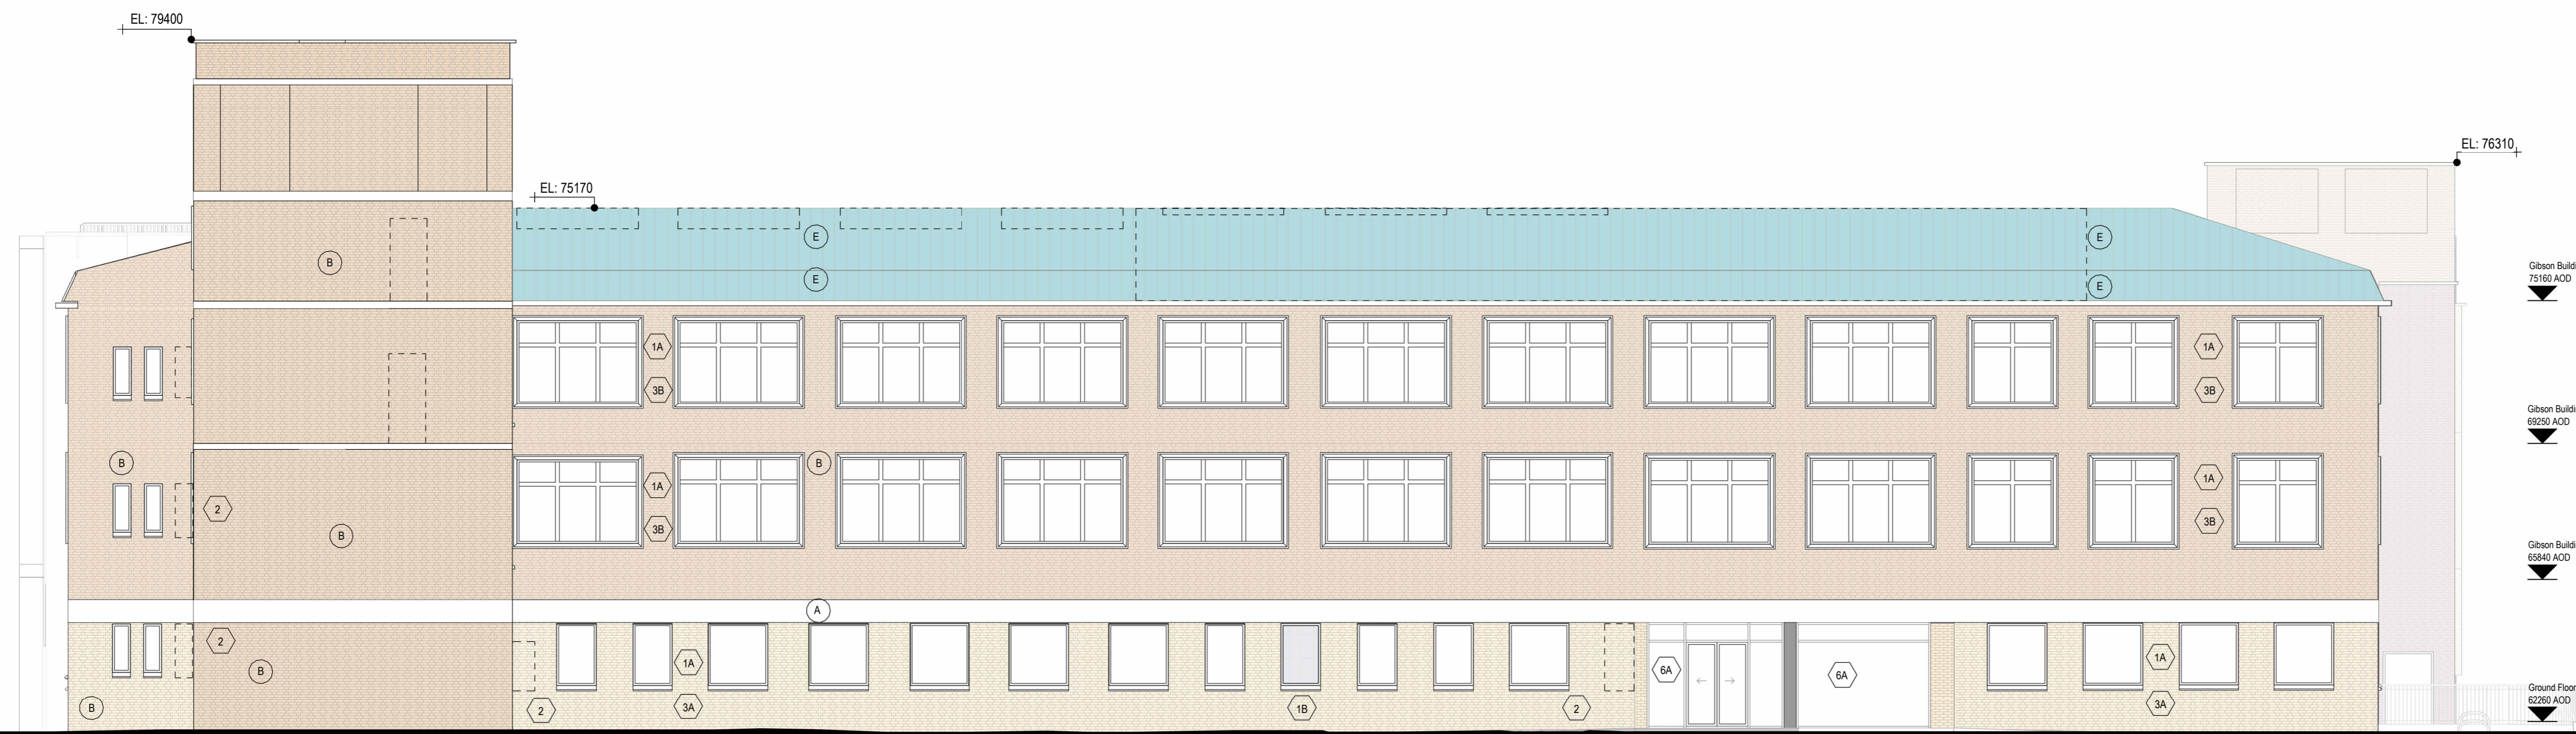 EL: 79400
EL: 76310
EL: 75170
E
E
B
E
E
Gibson Buildi
75160 AOD
1A
1A
3B
3B
Gibson Buildi
69250 AOD
B
B
1A
1A
2
3B
3B
B
Gibson Buildi
65840 AOD
A
2
1A
1A
B
6A
6A
Ground Floor
62260 AOD
B
2
3A
1B
2
3A